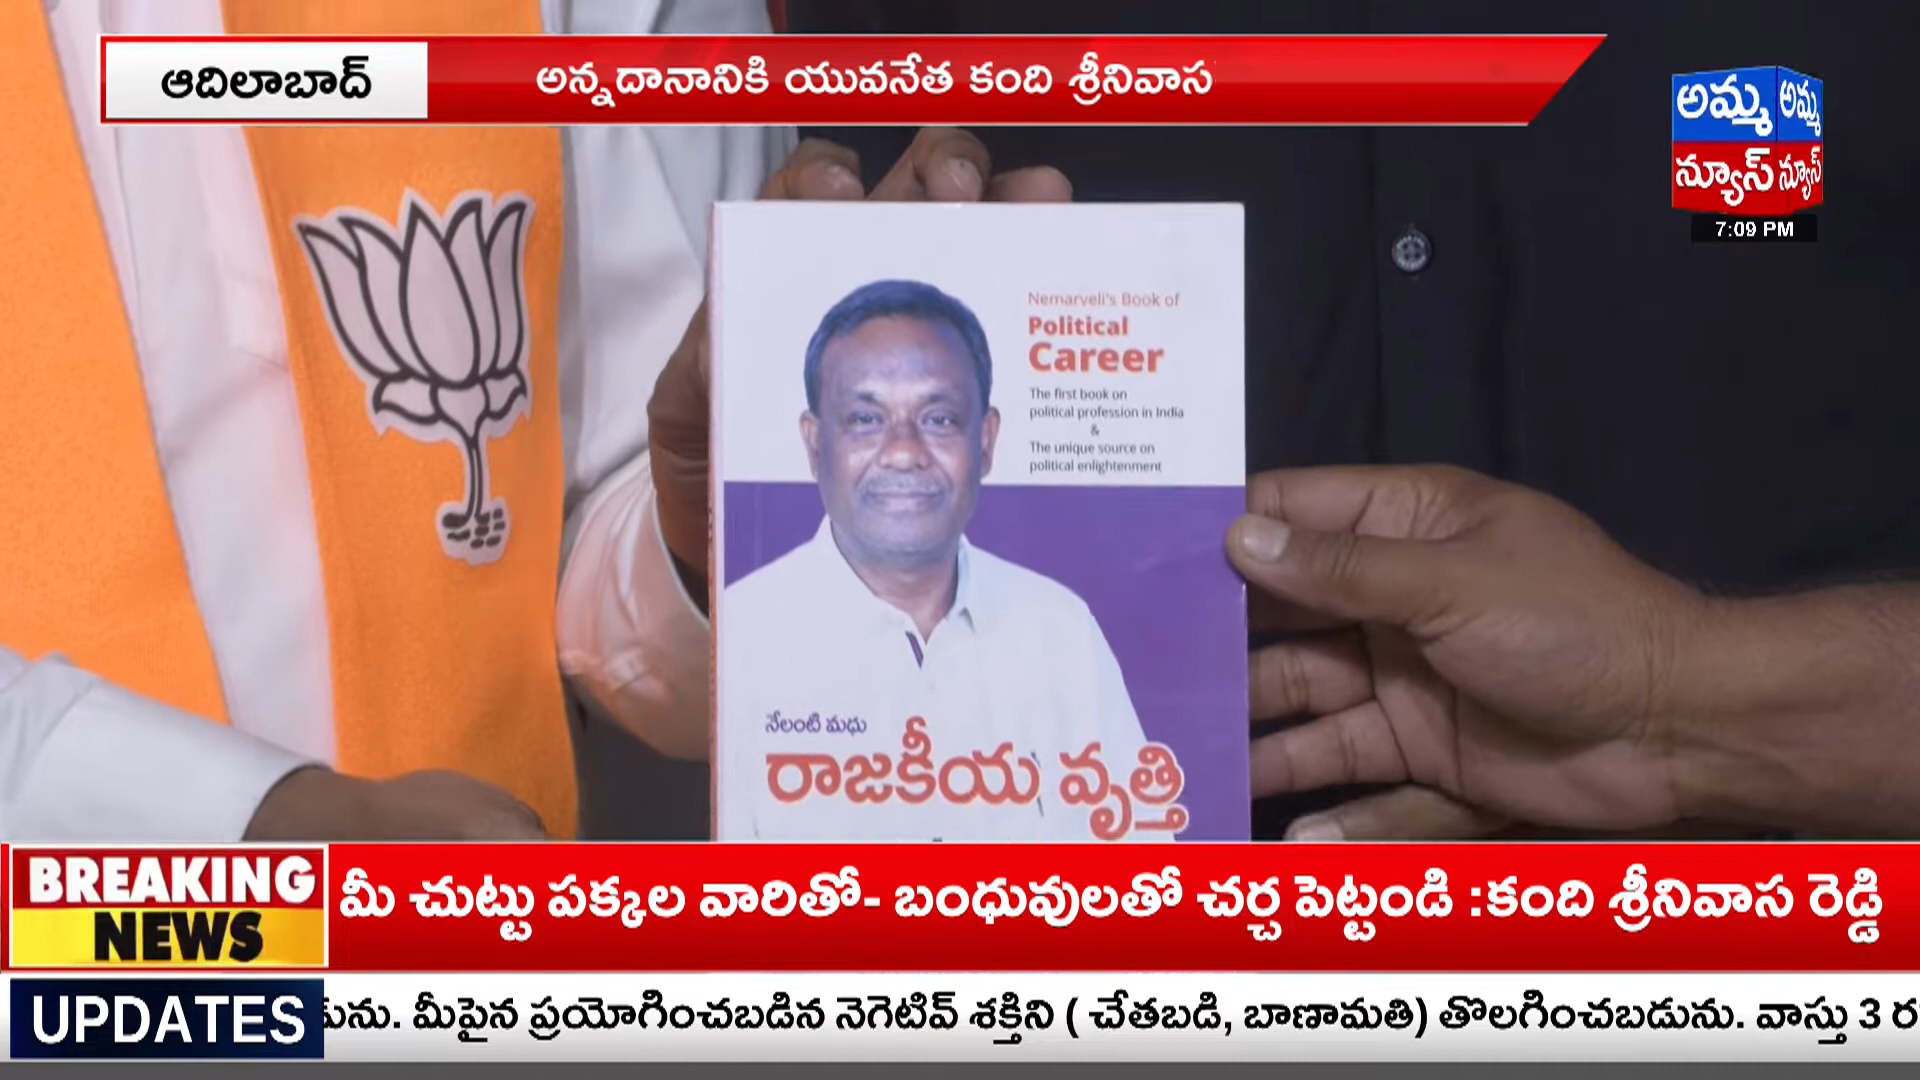 ఆదిలాబాద్
అన్నదానానికి యువనేత కంది శ్రీనివాస
అమ్మ అమ్మ
న్యూస్ న్యూస్
7:09 PM
Nemarveli's Book of
Political
Career
The first book on
political profession in India
&
The unique source on
political enlightenment
నేలంటి మధు
రాజకీయ వృత్తి
BREAKING
NEWS
మీ చుట్టు పక్కల వారితో- బంధువులతో చర్చ పెట్టండి :కంది శ్రీనివాస రెడ్డి
UPDATES
మీపైన ప్రయోగించబడిన నెగెటివ్ శక్తిని ( చేతబడి, బాణామతి) తొలగించబడును. వాస్తు 3